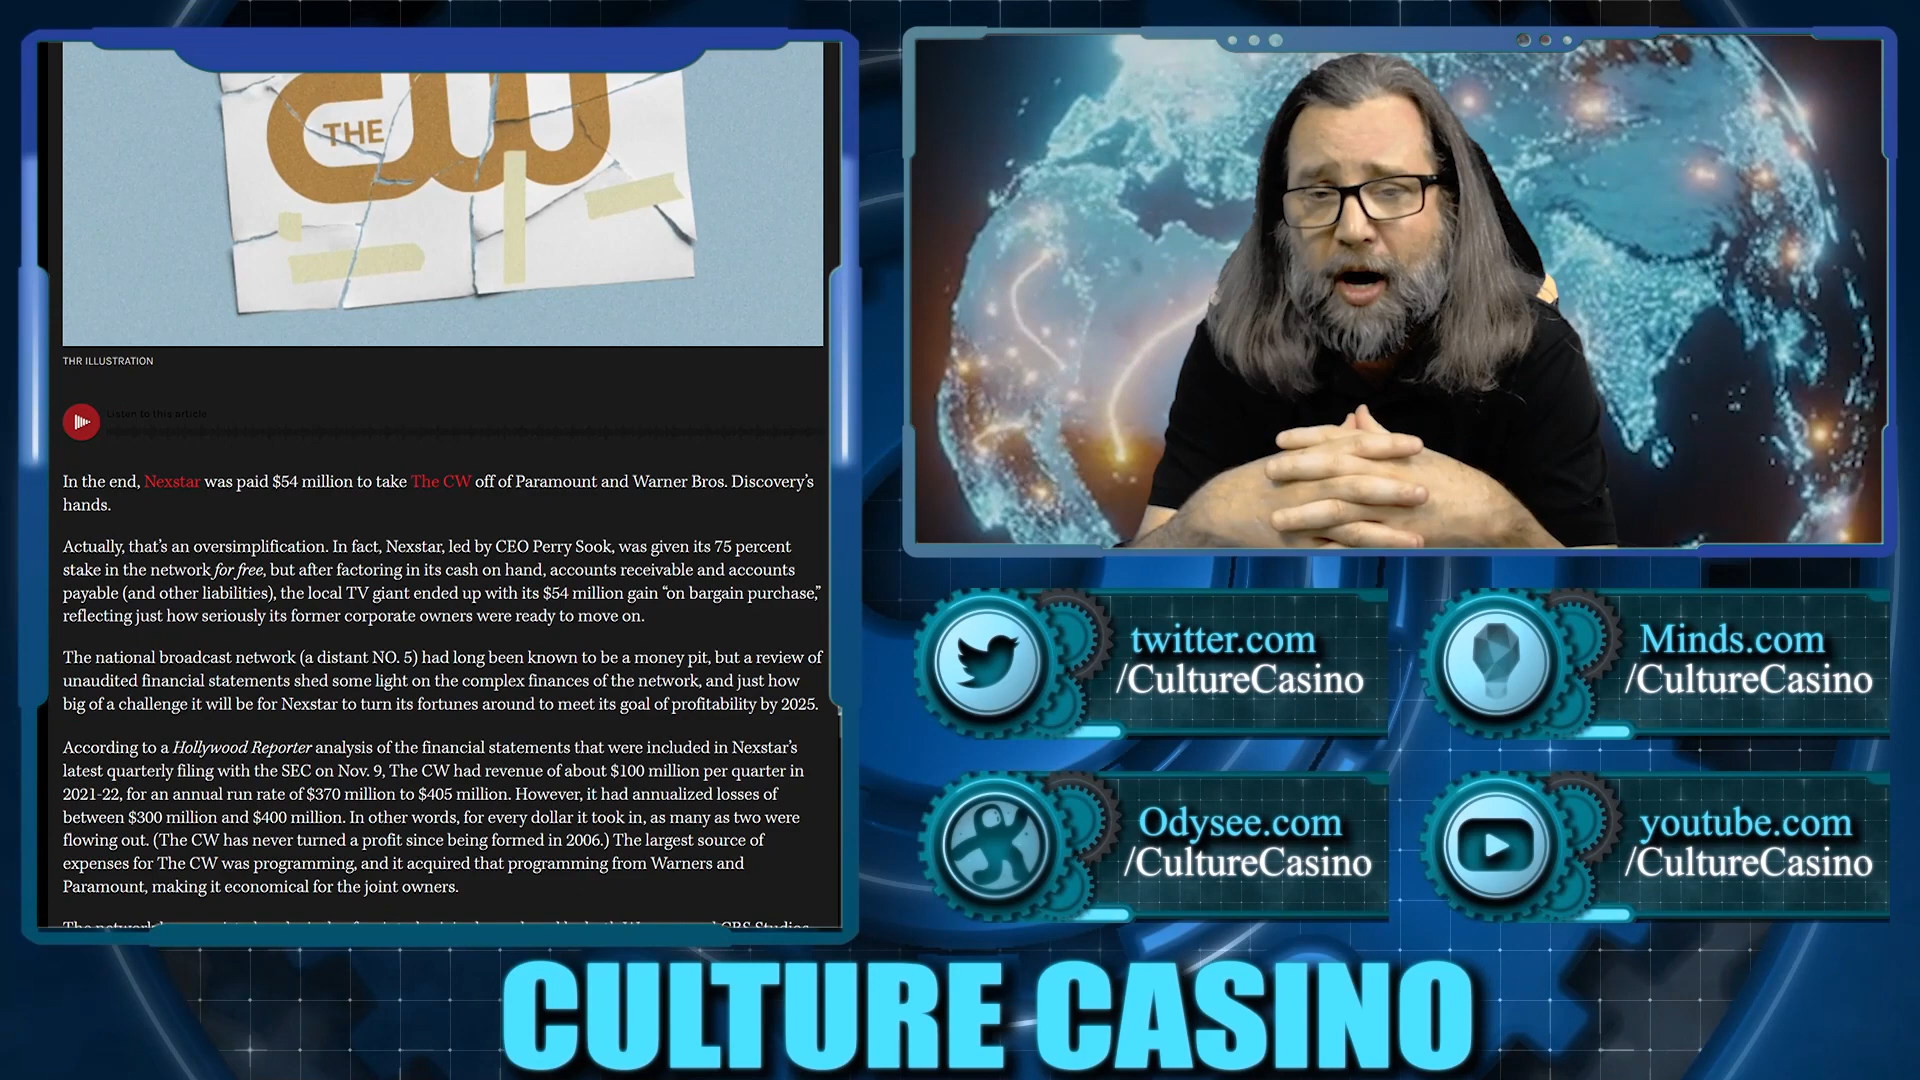 THE
CW
THR ILLUSTRATION
Listen to this article
In the end, Nexstar was paid $54 million to take The CW off of Paramount and Warner Bros. Discovery’s
hands.
Actually, that’s an oversimplification. In fact, Nexstar, led by CEO Perry Sook, was given its 75 percent
stake in the network for free, but after factoring in its cash on hand, accounts receivable and accounts
payable (and other liabilities), the local TV giant ended up with its $54 million gain “on bargain purchase,”
reflecting just how seriously its former corporate owners were ready to move on.
The national broadcast network (a distant NO. 5) had long been known to be a money pit, but a review of
unaudited financial statements shed some light on the complex finances of the network, and just how
big of a challenge it will be for Nexstar to turn its fortunes around to meet its goal of profitability by 2025.
According to a Hollywood Reporter analysis of the financial statements that were included in Nexstar’s
latest quarterly filing with the SEC on Nov. 9, The CW had revenue of about $100 million per quarter in
2021-22, for an annual run rate of $370 million to $405 million. However, it had annualized losses of
between $300 million and $400 million. In other words, for every dollar it took in, as many as two were
flowing out. (The CW has never turned a profit since being formed in 2006.) The largest source of
expenses for The CW was programming, and it acquired that programming from Warners and
Paramount, making it economical for the joint owners.
twitter.com
/CultureCasino
Minds.com
/CultureCasino
Odysee.com
/CultureCasino
youtube.com
/CultureCasino
CULTURE CASINO